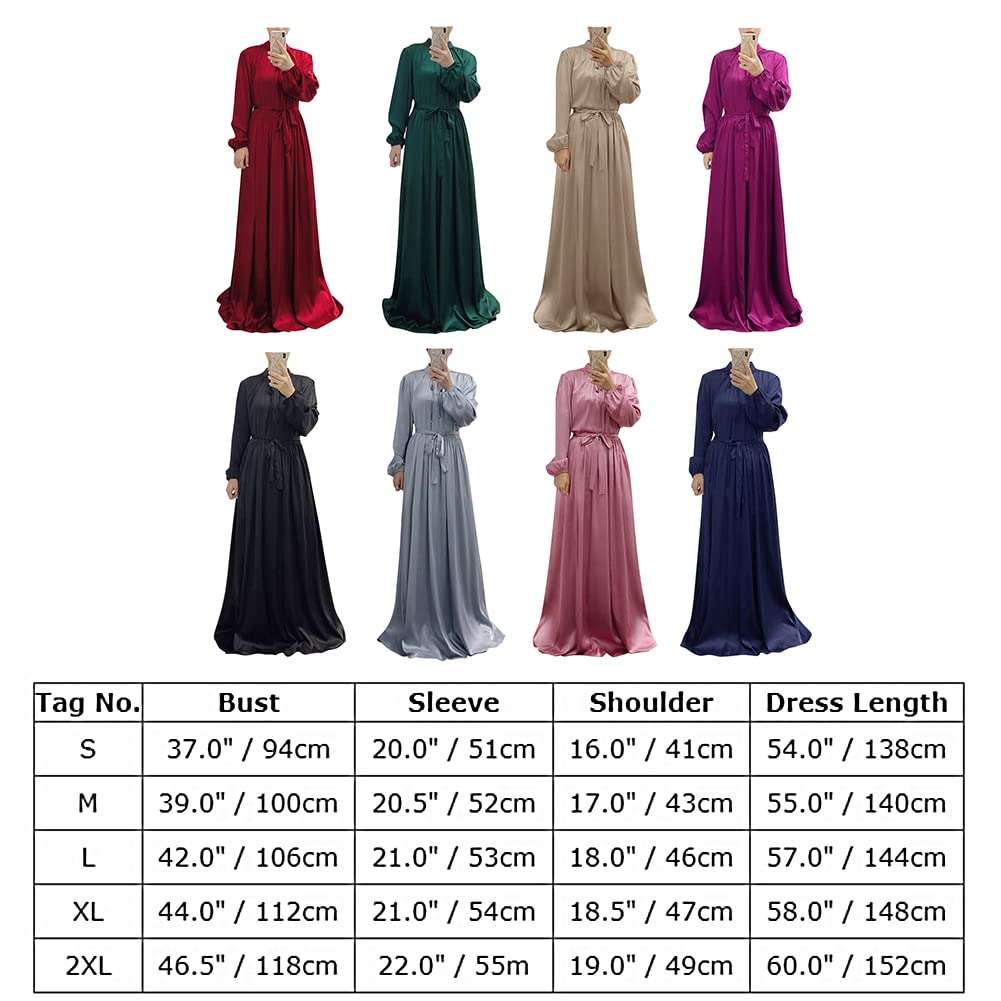 Tag No. Bust Sleeve Shoulder Dress Length
S 37.0" / 94cm 20.0" / 51cm 16.0" / 41cm 54.0" / 138cm
M 39.0" / 100cm 20.5" / 52cm 17.0" / 43cm 55.0" / 140cm
L 42.0" / 106cm 21.0" / 53cm 18.0" / 46cm 57.0" / 144cm
XL 44.0" / 112cm 21.0" / 54cm 18.5" / 47cm 58.0" / 148cm
2XL 46.5" / 118cm 22.0" / 55m 19.0" / 49cm 60.0" / 152cm